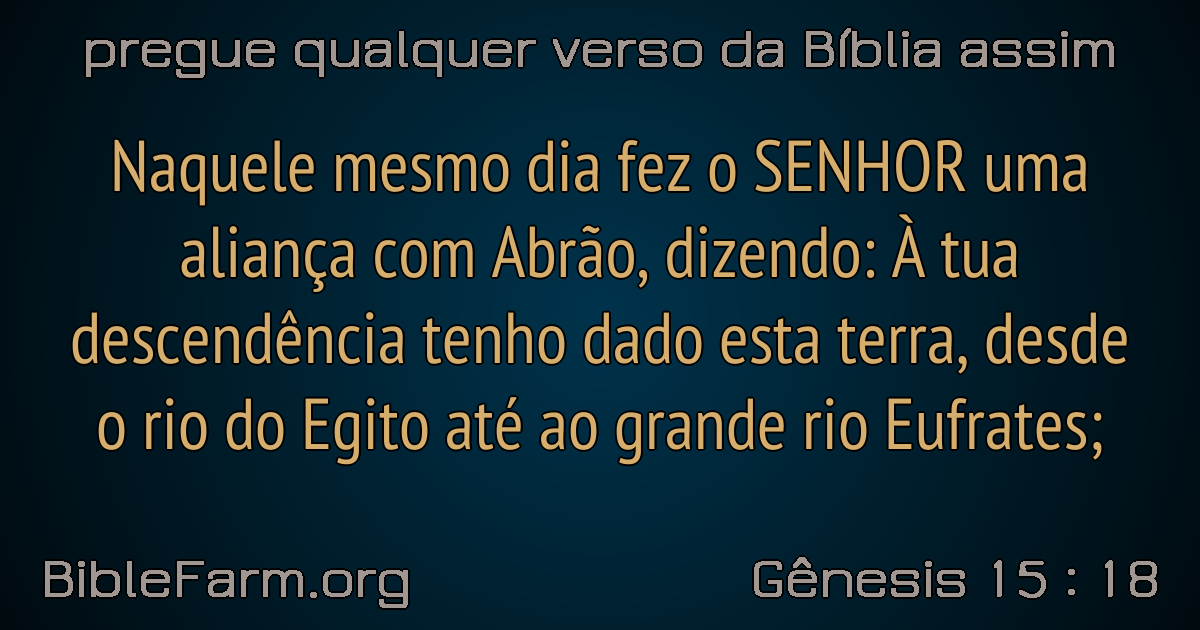 pregue qualquer verso da Bíblia assim
Naquele mesmo dia fez o SENHOR uma
aliança com Abrão, dizendo: À tua
descendência tenho dado esta terra, desde
o rio do Egito até ao grande rio Eufrates;
BibleFarm.org
Gênesis 15 : 18